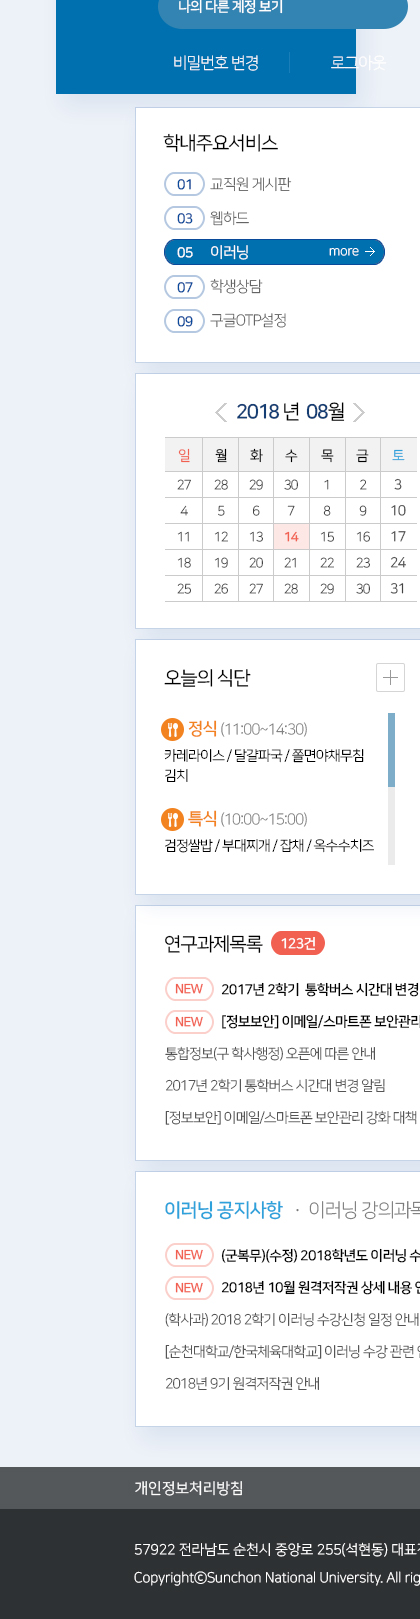 나의 다른 계정 보기
비밀번호 변경 로그아웃
학내주요서비스
01 교직원 게시판
03 웹하드
05 이러닝 more →
07 학생상담
09 구글OTP설정
2018 년 08월
일 월 화 수 목 금 토
27 28 29 30 1 2 3
4 5 6 7 8 9 10
11 12 13 14 15 16 17
18 19 20 21 22 23 24
25 26 27 28 29 30 31
오늘의 식단
정식 (11:00~14:30)
카레라이스 / 달걀파국 / 쫄면야채무침
김치
특식 (10:00~15:00)
검정쌀밥 / 부대찌개 / 잡채 / 옥수수치즈
연구과제목록 123건
NEW 2017년 2학기 통학버스 시간대 변경
NEW [정보보안] 이메일/스마트폰 보안관리
통합정보(구 학사행정) 오픈에 따른 안내
2017년 2학기 통학버스 시간대 변경 알림
[정보보안] 이메일/스마트폰 보안관리 강화 대책
이러닝 공지사항 · 이러닝 강의과목
NEW (군복무)(수정) 2018학년도 이러닝 수
NEW 2018년 10월 원격저작권 상세 내용
(학사과) 2018 2학기 이러닝 수강신청 일정 안내
[순천대학교/한국체육대학교] 이러닝 수강 관련
2018년 9기 원격저작권 안내
개인정보처리방침
57922 전라남도 순천시 중앙로 255(석현동) 대표
CopyrightⓒSunchon National University. All